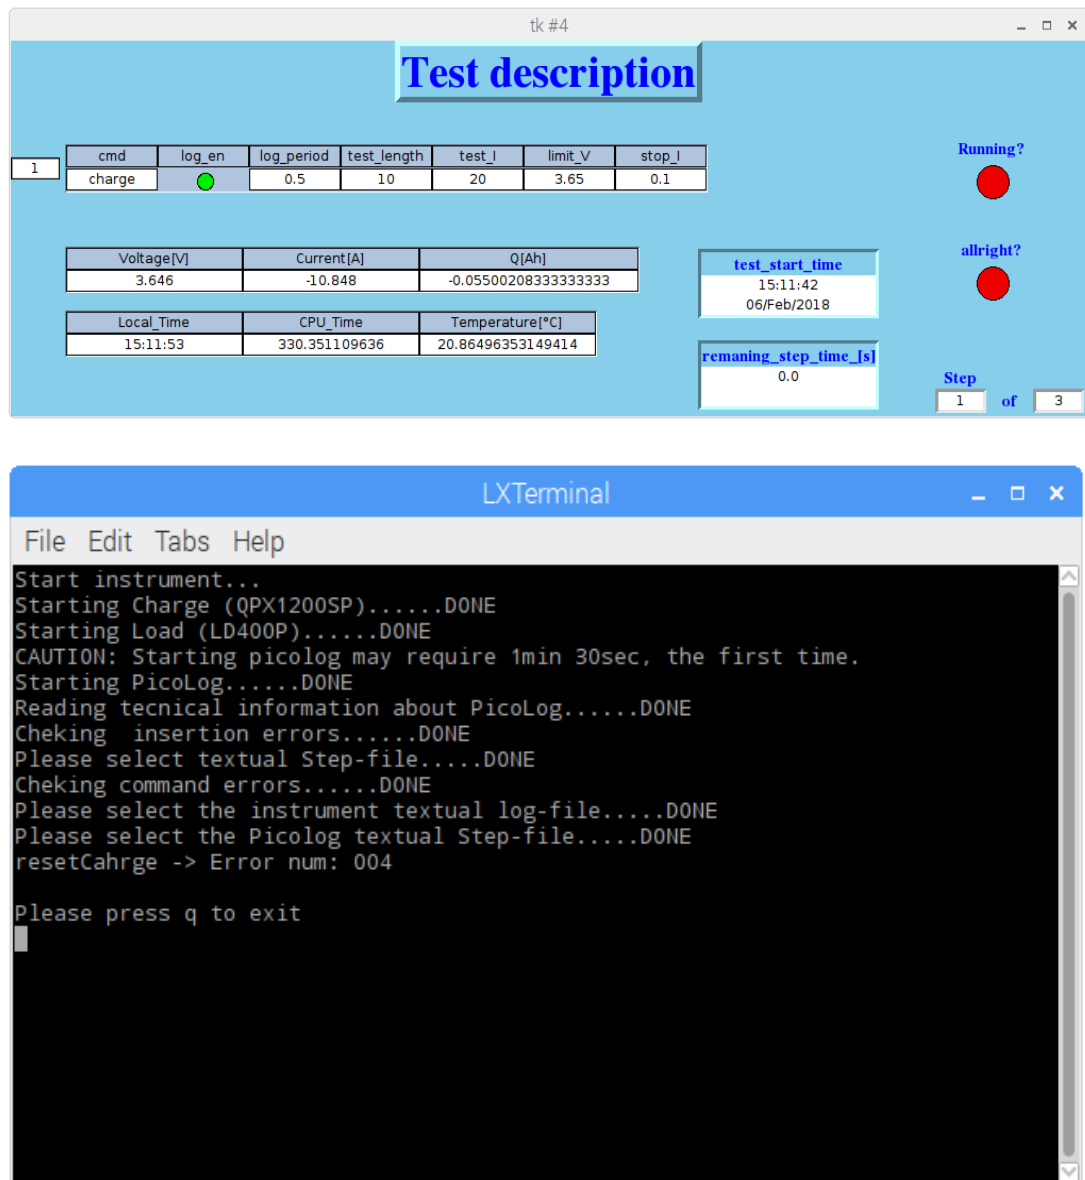 tk #4
Test description
1
cmd log_en log_period test_length test_I limit_V stop_I
charge 0.5 10 20 3.65 0.1
Running?
Voltage[V] Current[A] Q[Ah]
3.646 -10.848 -0.05500208333333333
allright?
test_start_time
15:11:42
06/Feb/2018
Local_Time CPU_Time Temperature[°C]
15:11:53 330.351109636 20.86496353149414
remaning_step_time_[s]
0.0
Step
1 of 3
LXTerminal
File Edit Tabs Help
Start instrument...
Starting Charge (QPX1200SP)......DONE
Starting Load (LD400P)......DONE
CAUTION: Starting picolog may require 1min 30sec, the first time.
Starting PicoLog......DONE
Reading tecnical information about PicoLog......DONE
Cheking  insertion errors......DONE
Please select textual Step-file.....DONE
Cheking command errors......DONE
Please select the instrument textual log-file.....DONE
Please select the Picolog textual Step-file.....DONE
resetCahrge -> Error num: 004
Please press q to exit